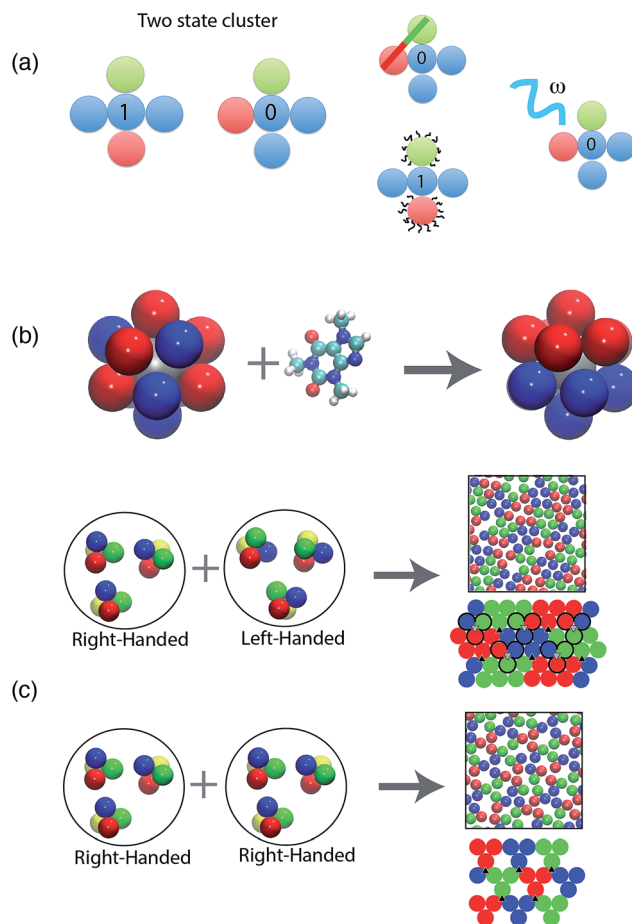 Two state cluster
(a)
1
0
0
1
ω
0
(b)
Right-Handed
Left-Handed
(c)
Right-Handed
Right-Handed